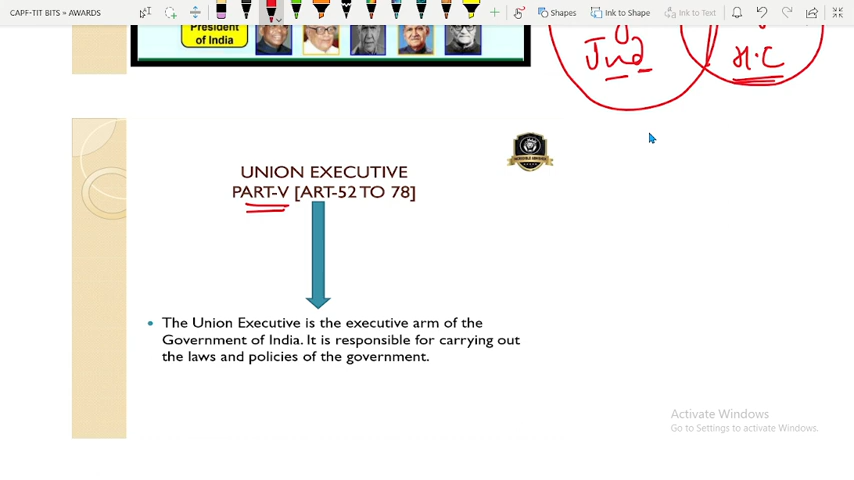 CAPF-TIT BITS » AWARDS
Shapes
Ink to Shape
Ink to Text
President
of India
Jud
H.C
UNION EXECUTIVE
PART-V [ART-52 TO 78]
• The Union Executive is the executive arm of the
Government of India. It is responsible for carrying out
the laws and policies of the government.
Activate Windows
Go to Settings to activate Windows.